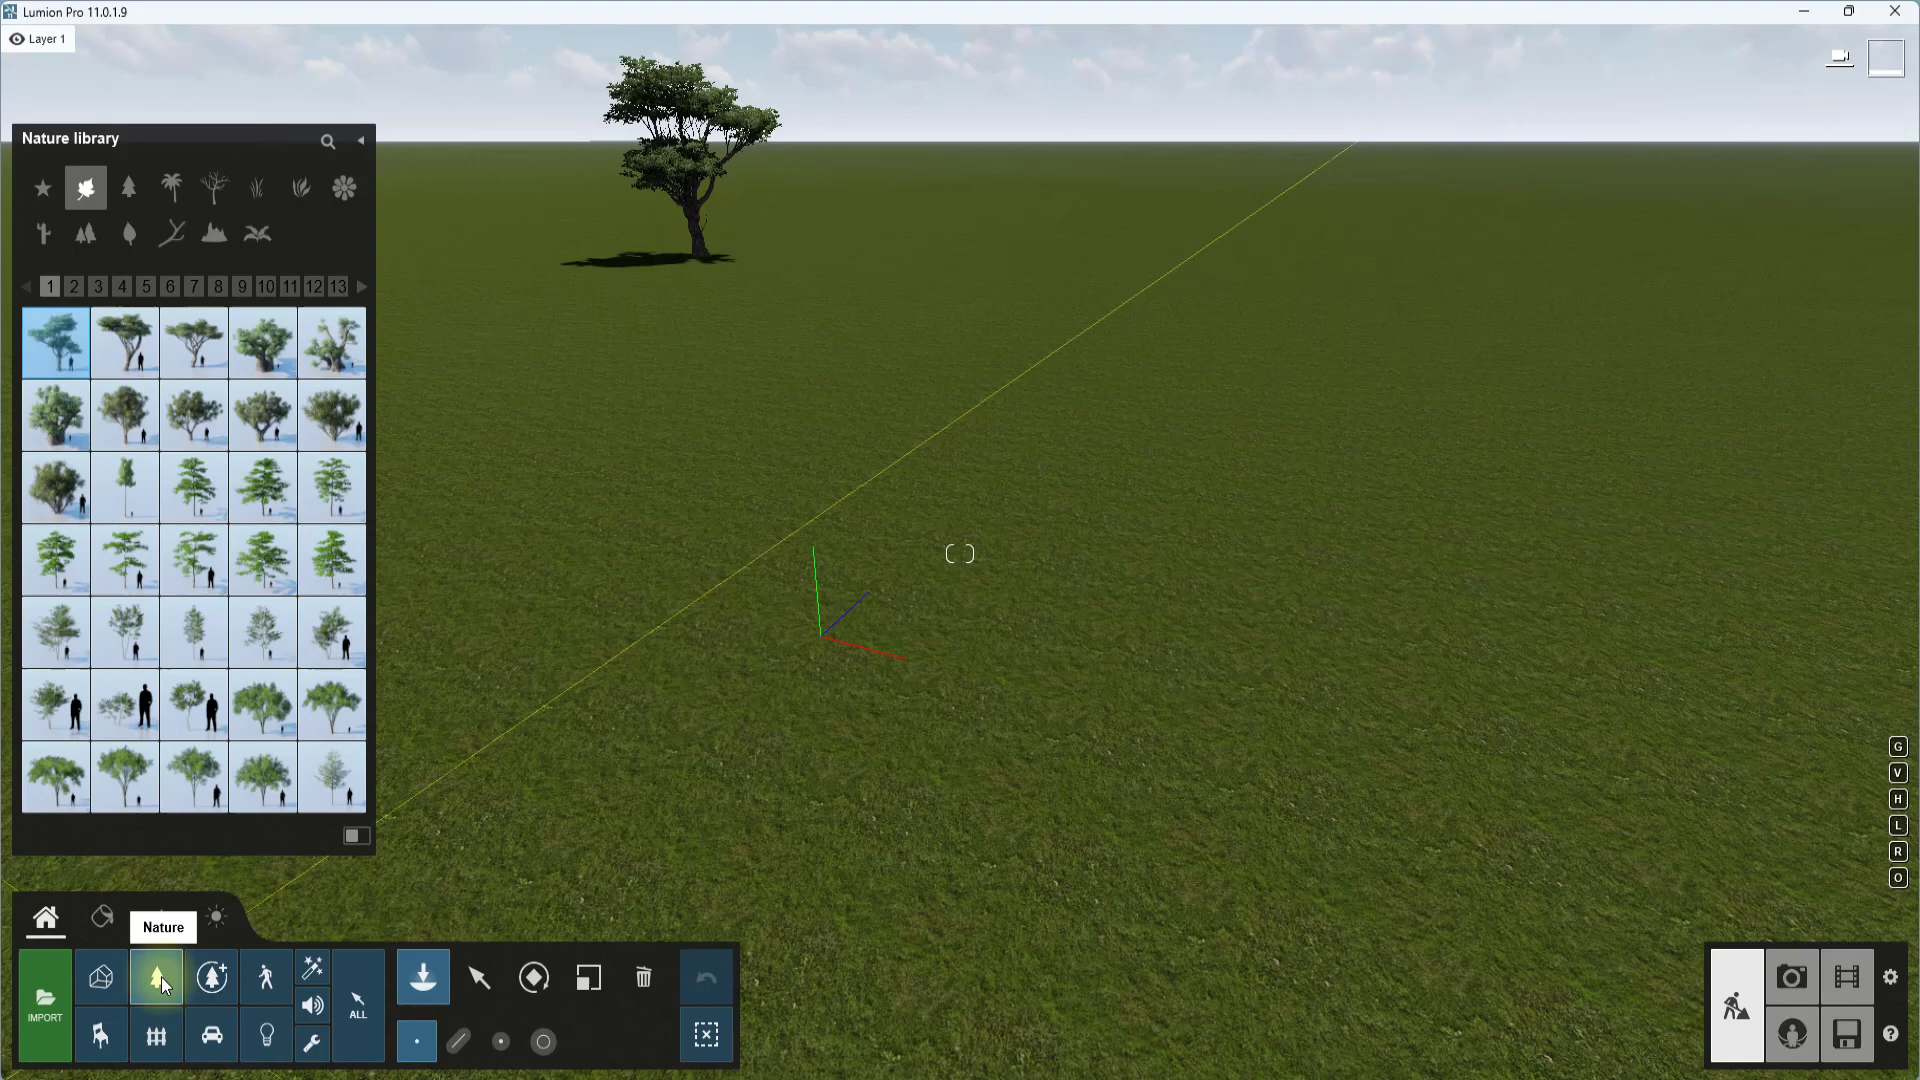 Lumion Pro 11.0.1.9
Layer 1
Nature library
1 2 3 4 5 6 7 8 9 10 11 12 13
G
V
H
L
R
O
Nature
IMPORT
ALL
?